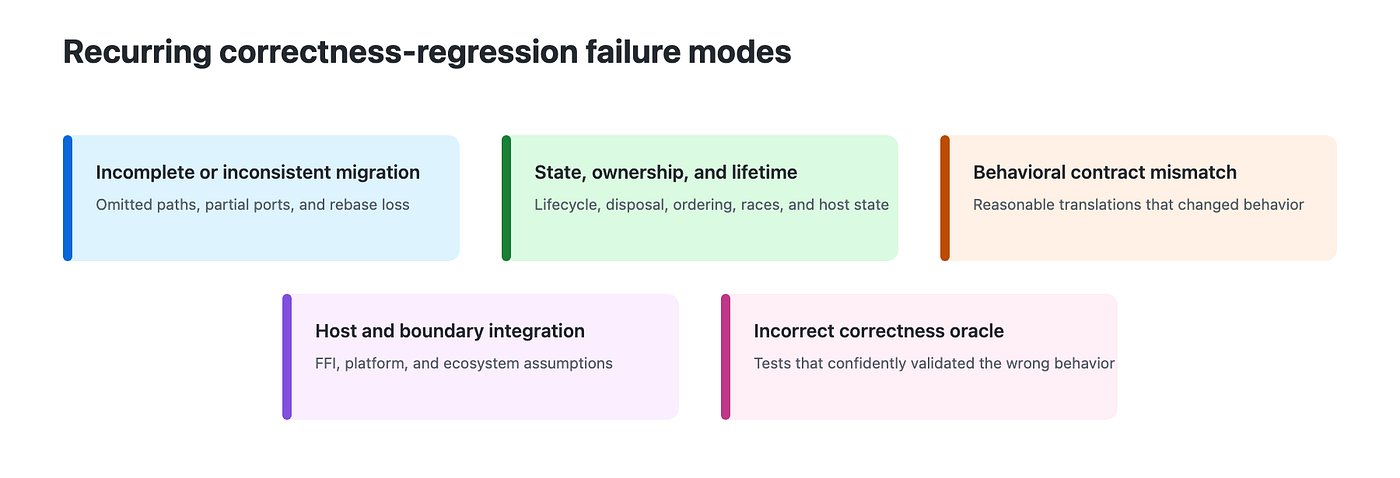 Recurring correctness-regression failure modes
Incomplete or inconsistent migration
Omitted paths, partial ports, and rebase loss
State, ownership, and lifetime
Lifecycle, disposal, ordering, races, and host state
Behavioral contract mismatch
Reasonable translations that changed behavior
Host and boundary integration
FFI, platform, and ecosystem assumptions
Incorrect correctness oracle
Tests that confidently validated the wrong behavior